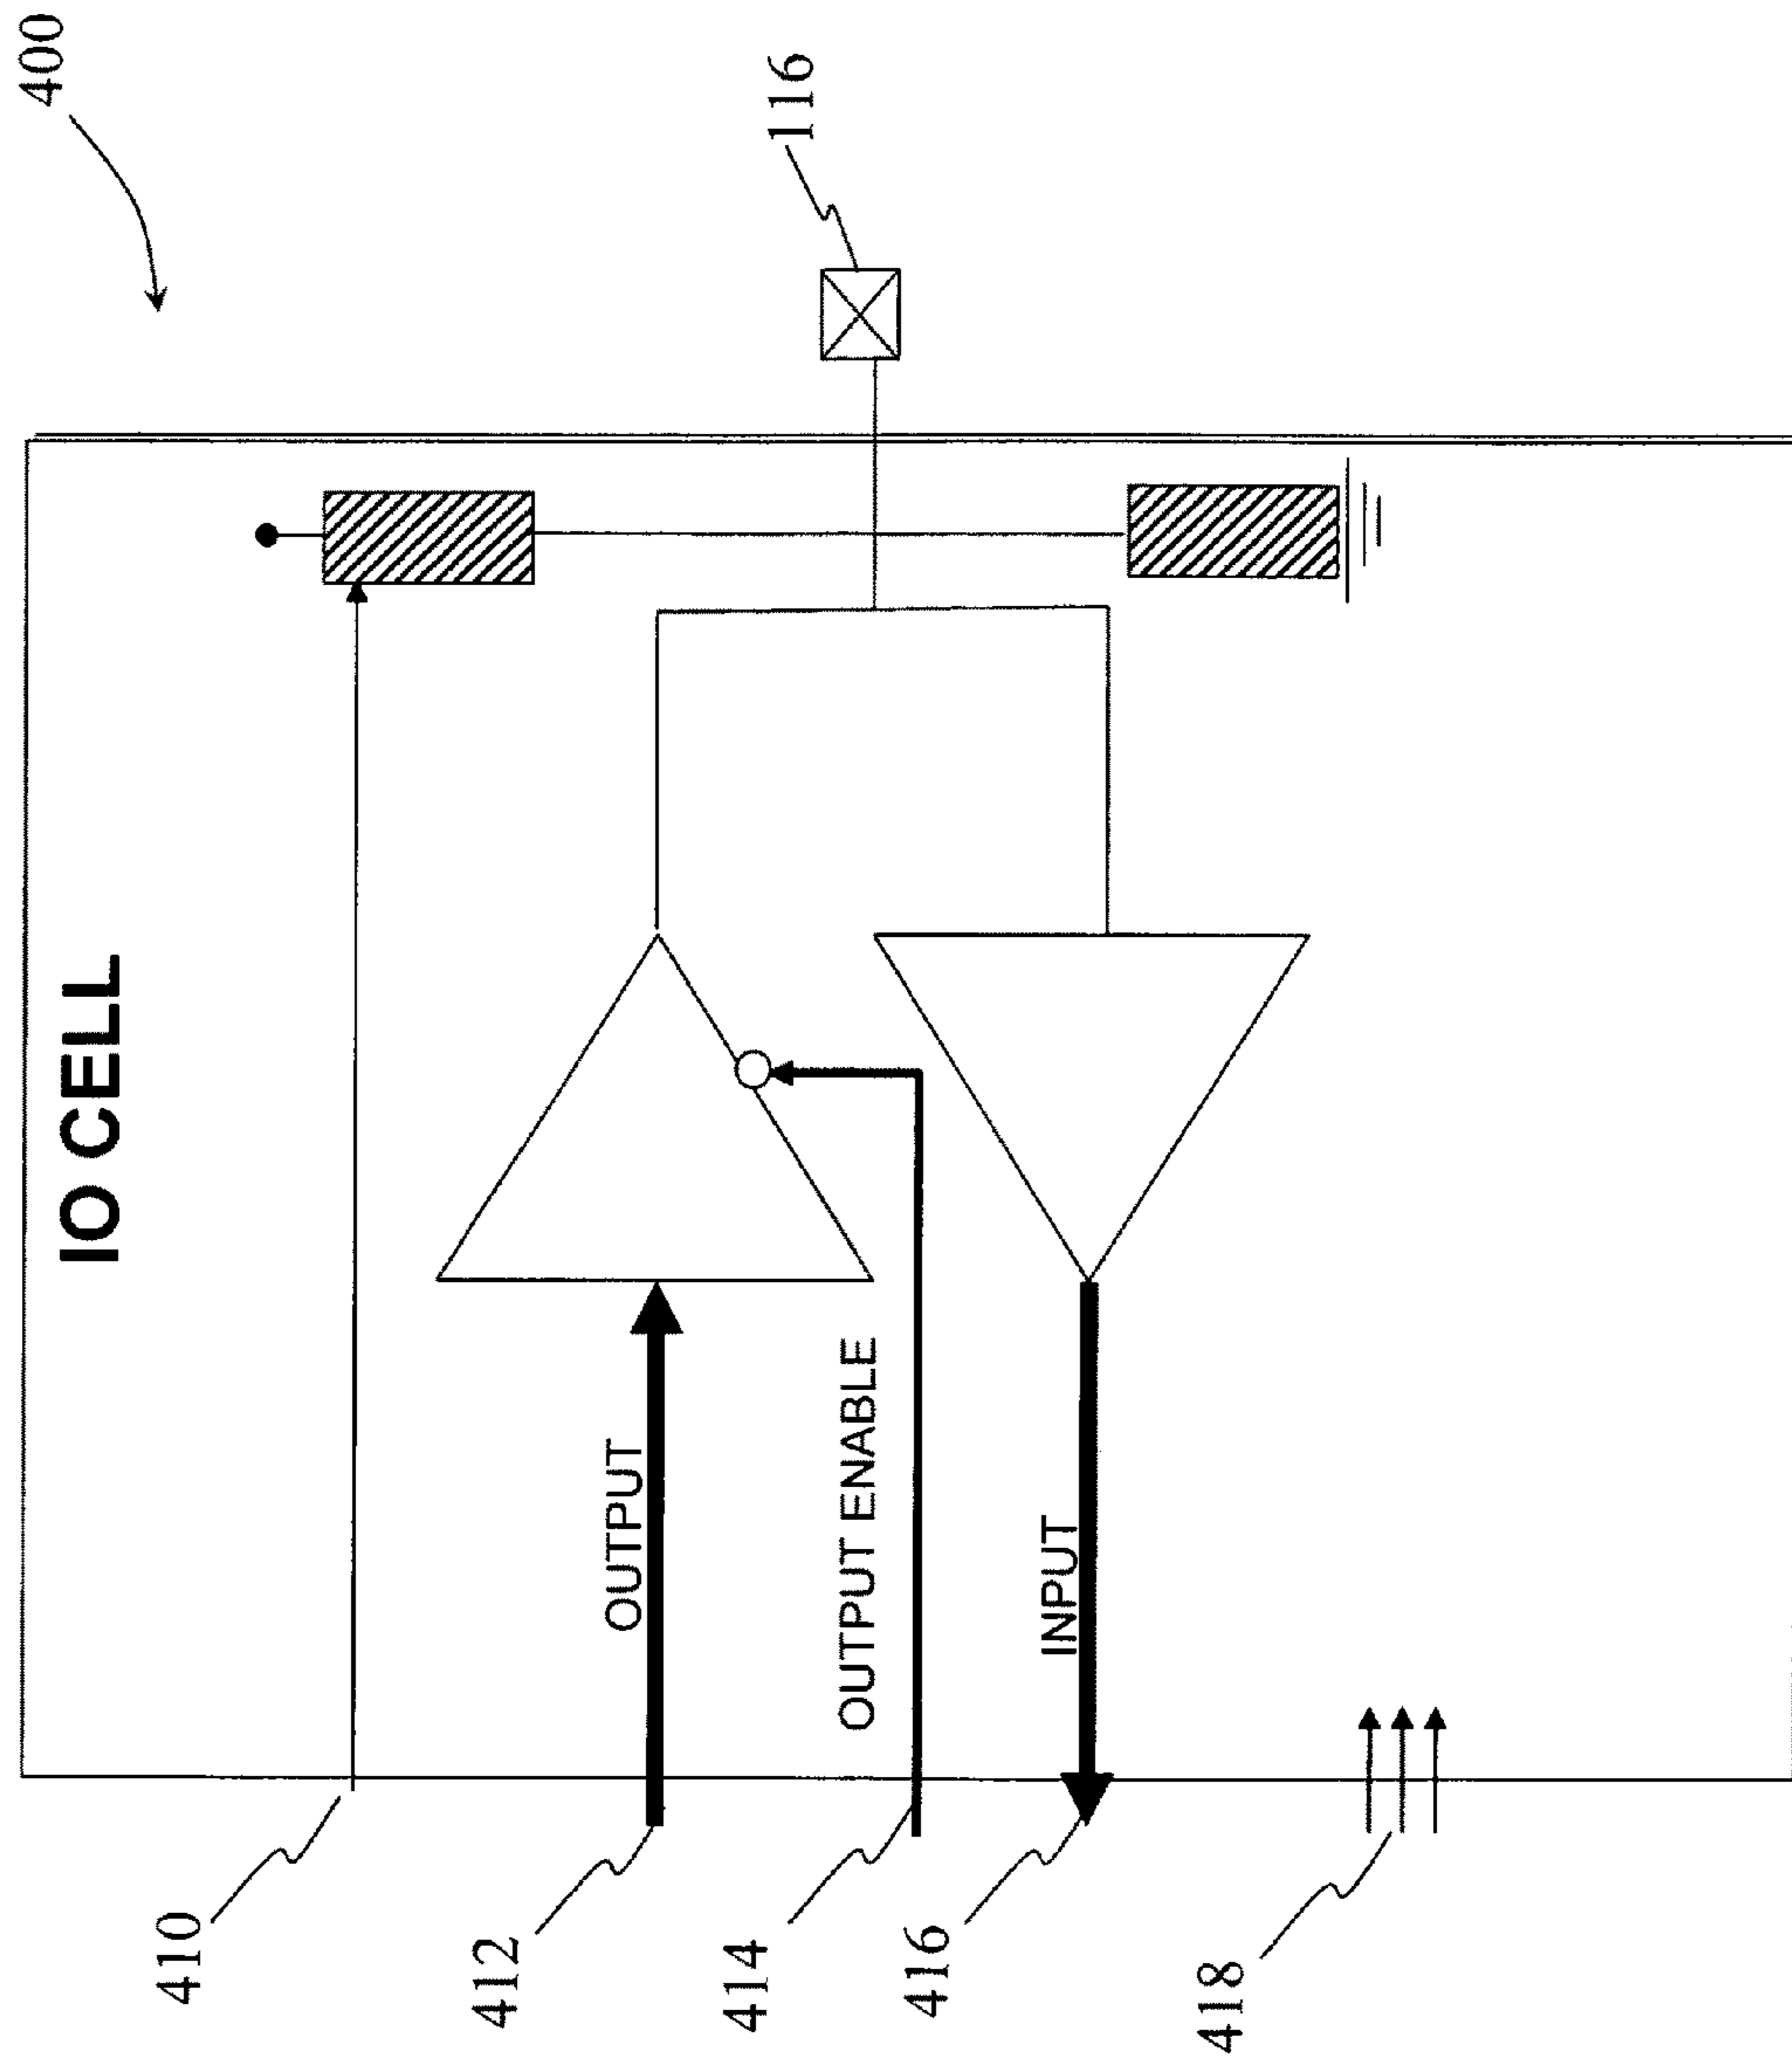 400
IO CELL
116
410
412
OUTPUT
414
OUTPUT ENABLE
416
INPUT
418